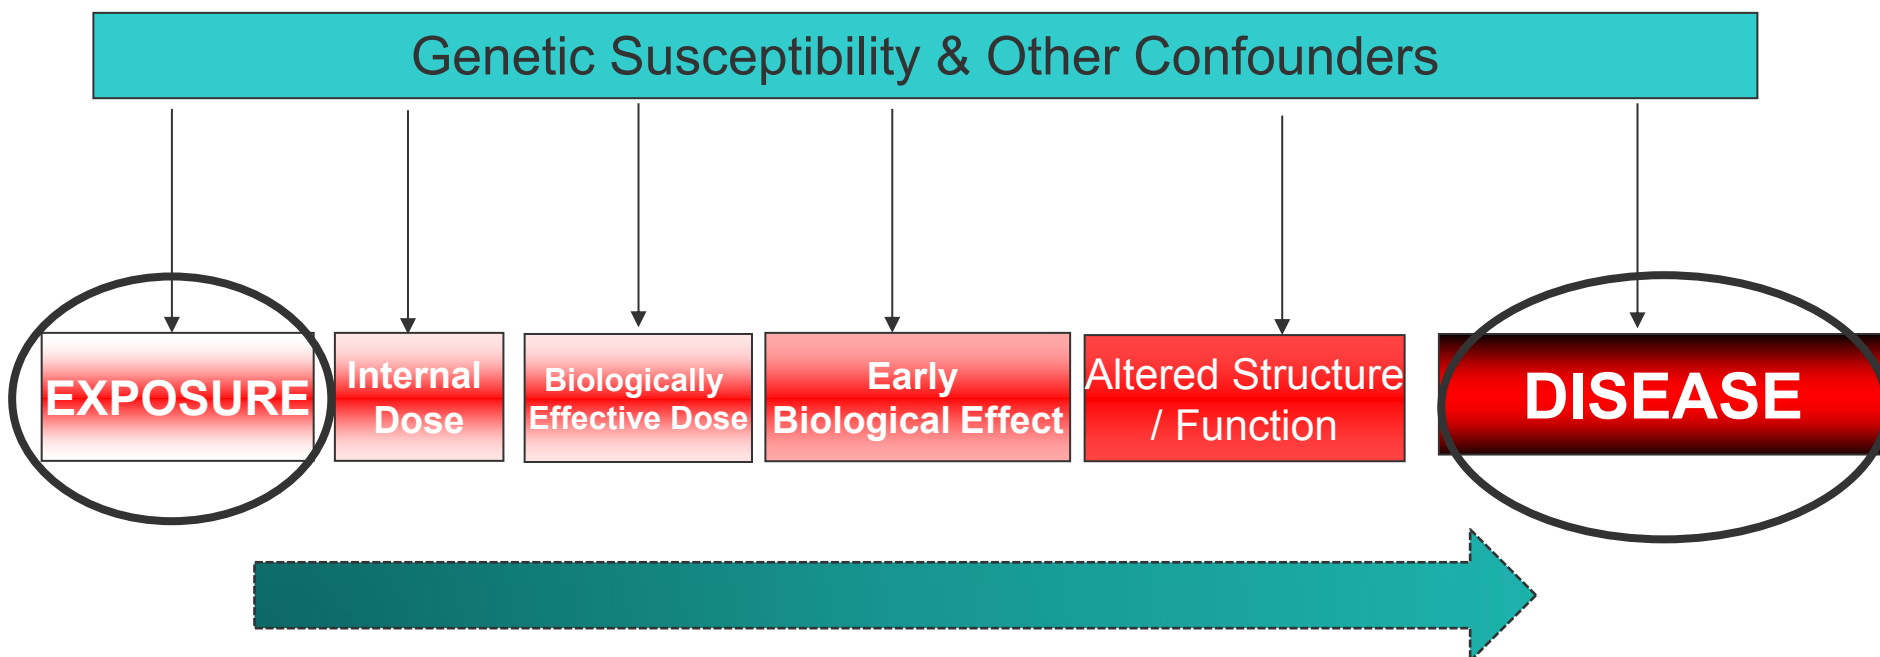 Genetic Susceptibility & Other Confounders
EXPOSURE
Internal
Dose
Biologically
Effective Dose
Early
Biological Effect
Altered Structure
/ Function
DISEASE